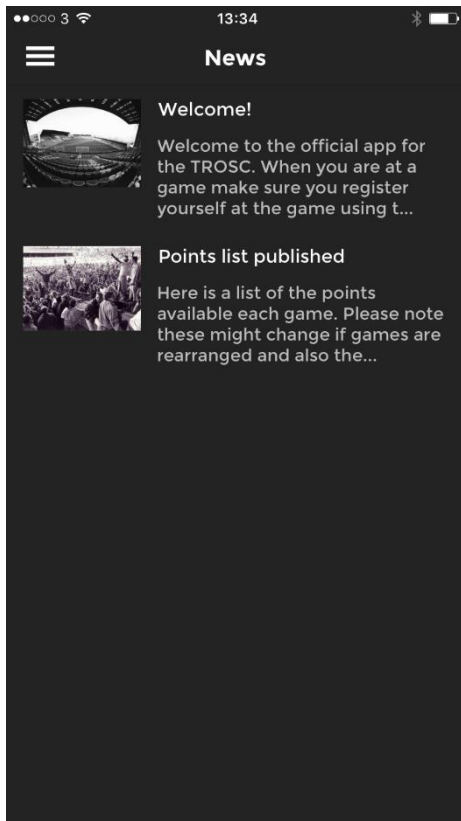 3 13:34
News
Welcome!
Welcome to the official app for
the TROSC. When you are at a
game make sure you register
yourself at the game using t...
Points list published
Here is a list of the points
available each game. Please note
these might change if games are
rearranged and also the...